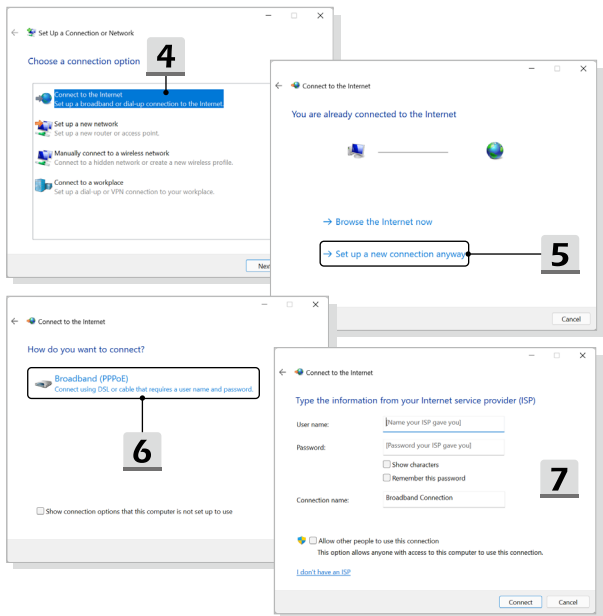 Set Up a Connection or Network
Choose a connection option
4
Connect to the Internet
Set up a broadband or dial-up connection to the Internet.
Set up a new network
Set up a new router or access point.
Manually connect to a wireless network
Connect to a hidden network or create a new wireless profile.
Connect to a workplace
Set up a dial-up or VPN connection to your workplace.
Connect to the Internet
You are already connected to the Internet
→ Browse the Internet now
→ Set up a new connection anyway
5
Cancel
Connect to the Internet
How do you want to connect?
Broadband (PPPoE)
Connect using DSL or cable that requires a user name and password.
6
Show connection options that this computer is not set up to use
Connect to the Internet
Type the information from your Internet service provider (ISP)
User name:
[Name your ISP gave you]
Password:
[Password your ISP gave you]
Show characters
Remember this password
7
Connection name:
Broadband Connection
Allow other people to use this connection
This option allows anyone with access to this computer to use this connection.
I don't have an ISP
Connect
Cancel